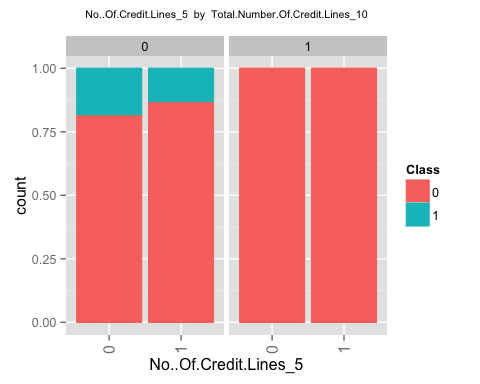 No..Of.Credit.Lines_5 by Total.Number.Of.Credit.Lines_10
0 1
1.00
0.75
0.50
0.25
0.00
count
0 1 0 1
No..Of.Credit.Lines_5
Class
0
1